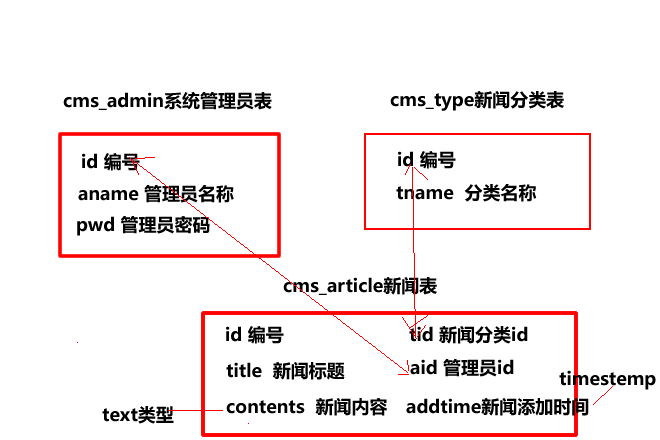 cms_admin系统管理员表
cms_type新闻分类表
id 编号
aname 管理员名称
pwd 管理员密码
id 编号
tname 分类名称
cms_article新闻表
id 编号
tid 新闻分类id
title 新闻标题
aid 管理员id
timestemp
text类型
contents 新闻内容
addtime新闻添加时间